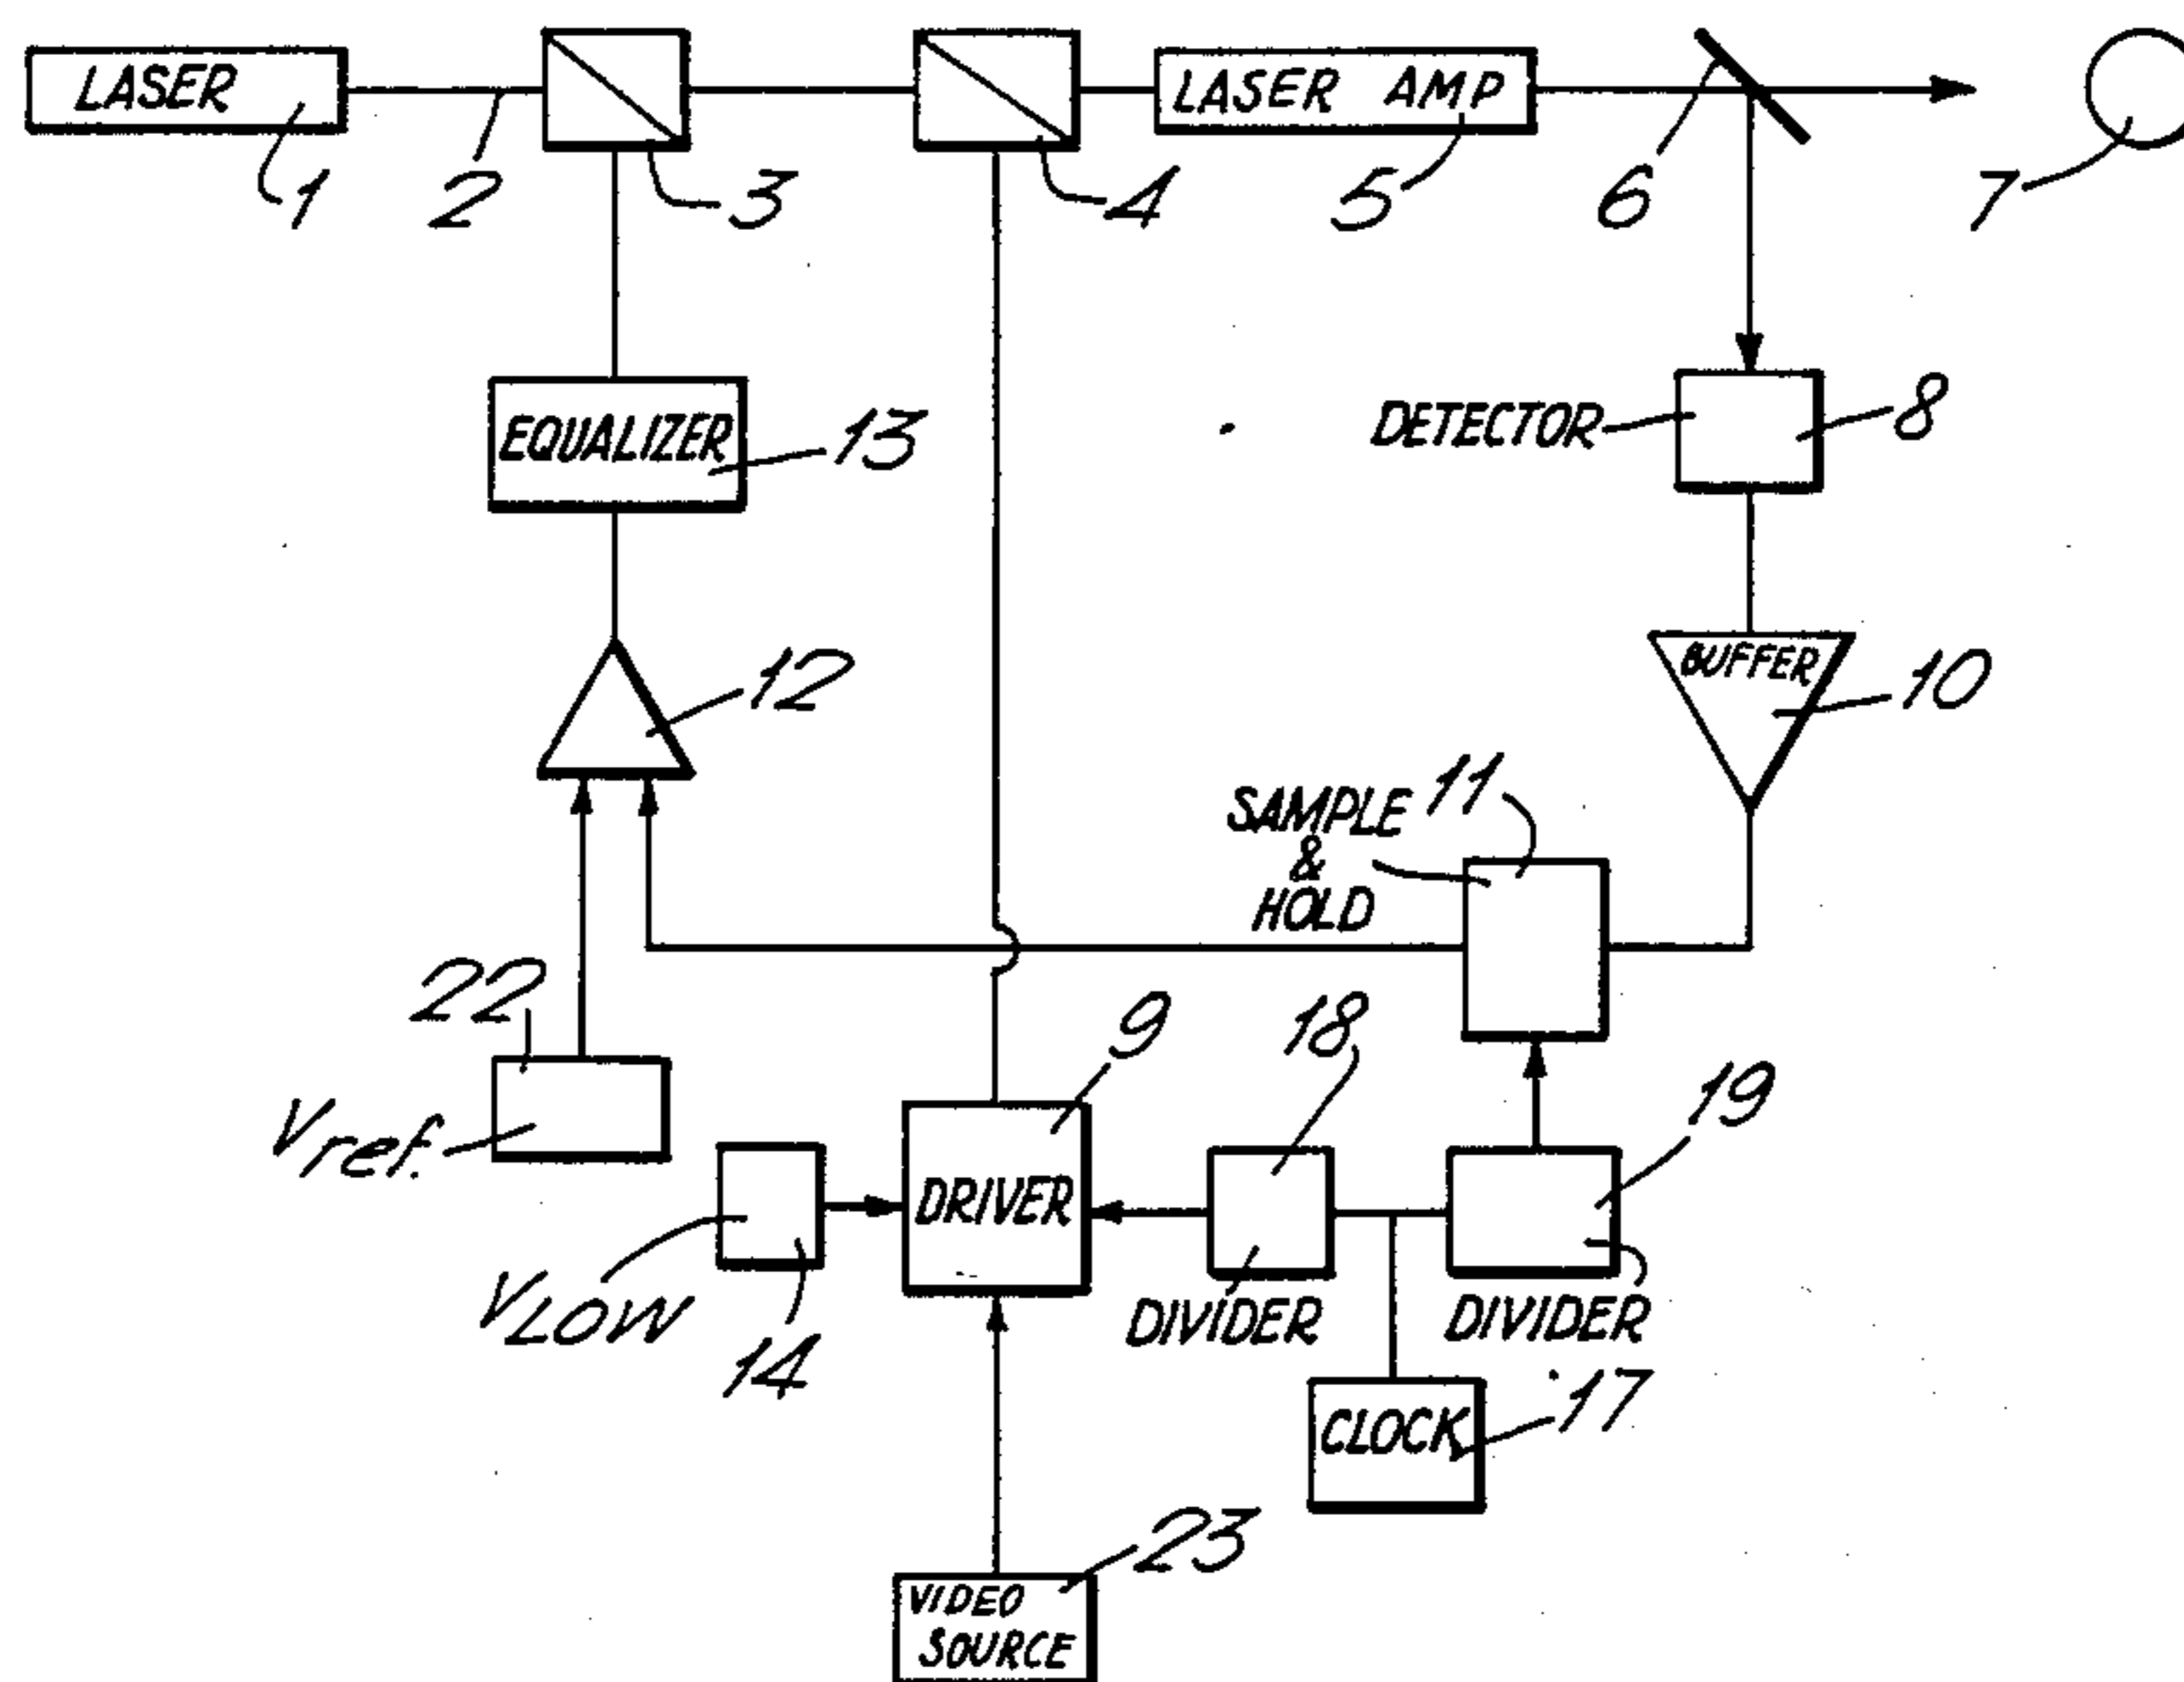 LASER
LASER AMP
1
2
3
4
5
6
7
EQUALIZER
13
DETECTOR
8
12
BUFFER
10
SAMPLE
&
HOLD
11
22
9
18
19
Vref.
DRIVER
VLOW
14
DIVIDER
DIVIDER
CLOCK
17
23
VIDEO
SOURCE